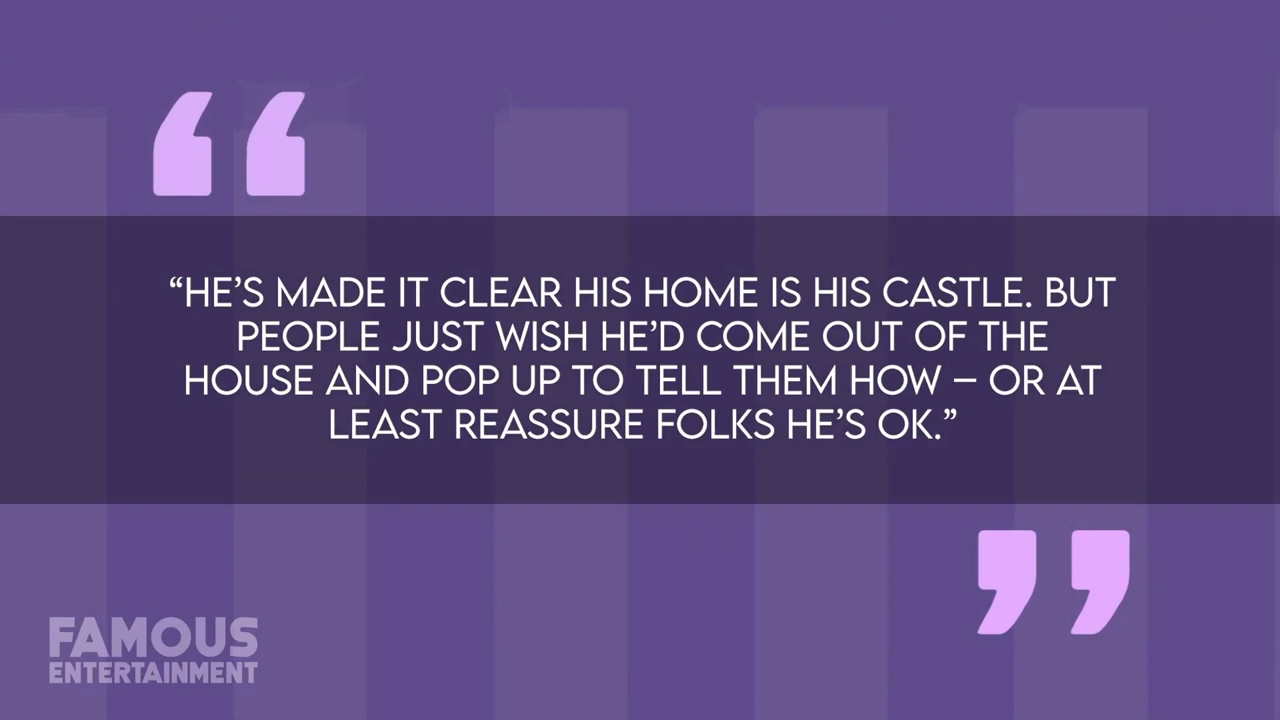 “HE’S MADE IT CLEAR HIS HOME IS HIS CASTLE. BUT
PEOPLE JUST WISH HE’D COME OUT OF THE
HOUSE AND POP UP TO TELL THEM HOW – OR AT
LEAST REASSURE FOLKS HE’S OK.”
FAMOUS
ENTERTAINMENT